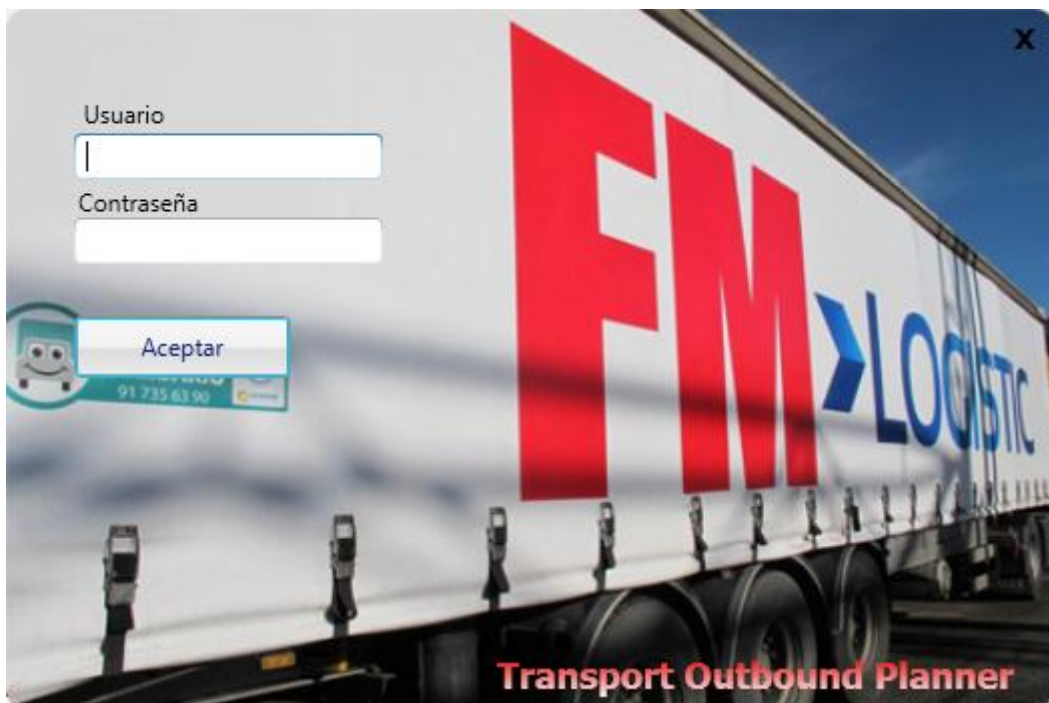 X
Usuario
Contraseña
Aceptar
91 735 63 90
FM
LOGISTIC
Transport Outbound Planner